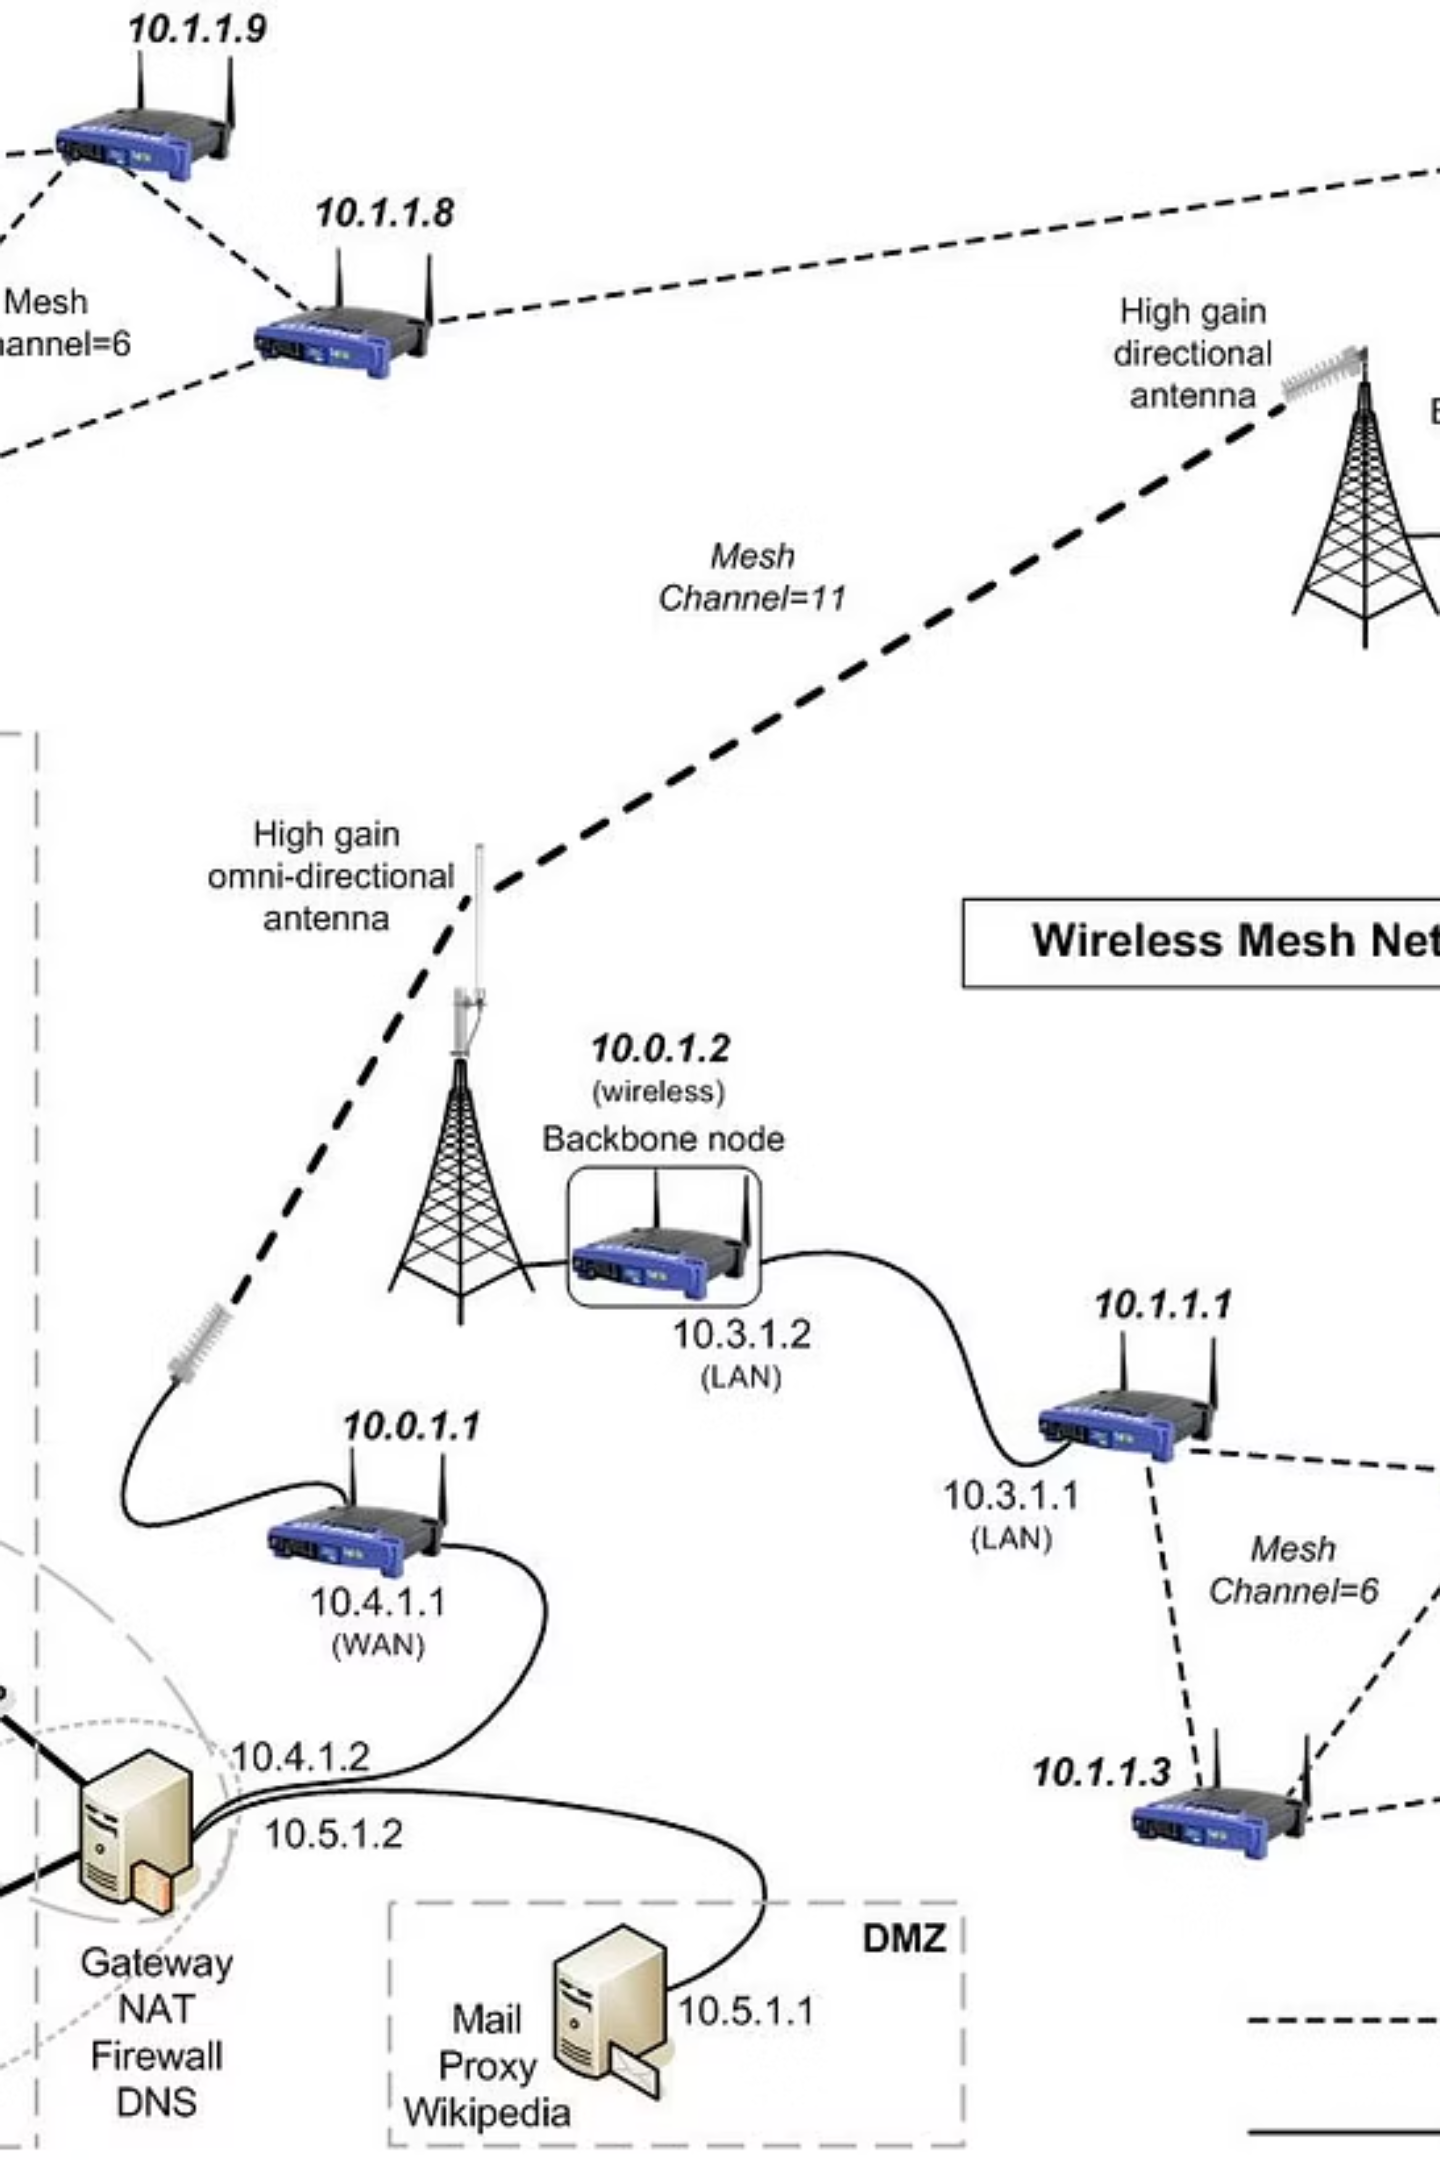 10.1.1.9
10.1.1.8
Mesh
annel=6
High gain
directional
antenna
Mesh
Channel=11
High gain
omni-directional
antenna
Wireless Mesh Net
10.0.1.2
(wireless)
Backbone node
10.3.1.2
(LAN)
10.1.1.1
10.0.1.1
10.3.1.1
(LAN)
Mesh
Channel=6
10.4.1.1
(WAN)
10.4.1.2
10.1.1.3
10.5.1.2
DMZ
Gateway
NAT
Firewall
DNS
Mail
Proxy
Wikipedia
10.5.1.1